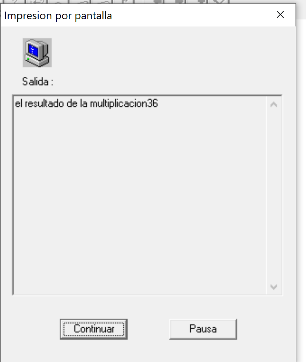 Impresion por pantalla
Salida :
el resultado de la multiplicacion36
Continuar
Pausa